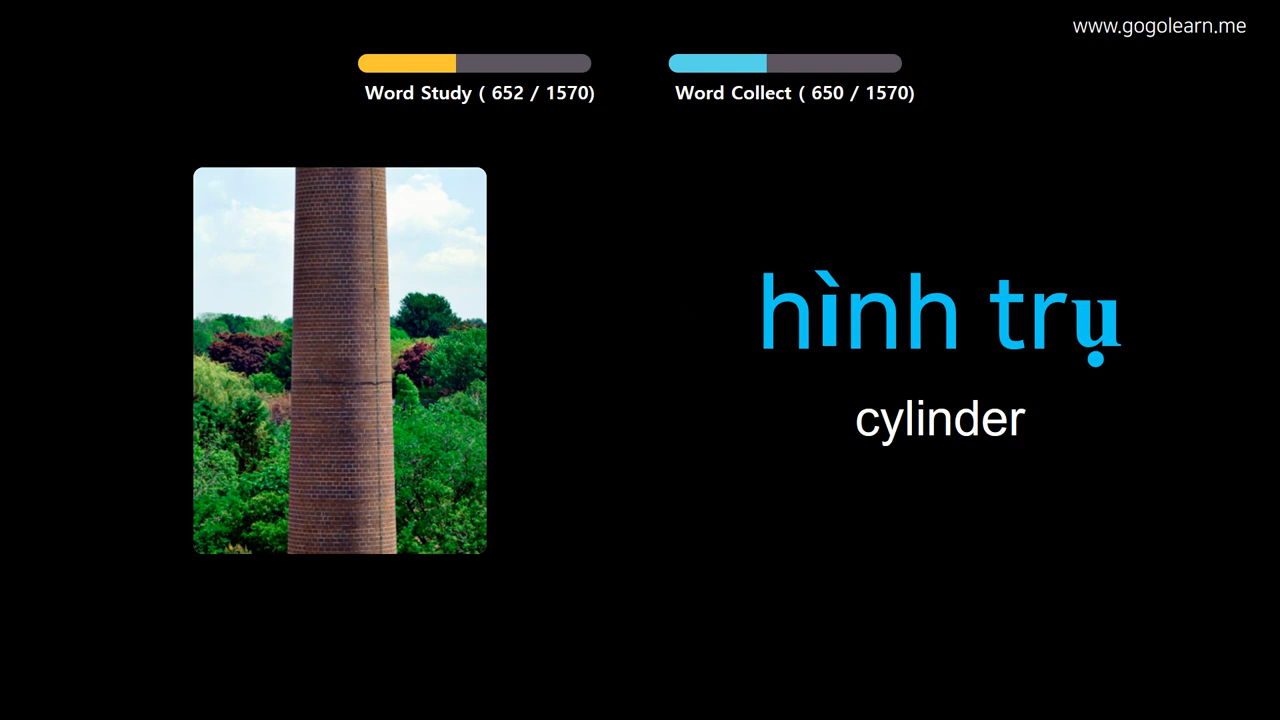 www.gogolearn.me
Word Study ( 652 / 1570)
Word Collect ( 650 / 1570)
hình trụ
cylinder